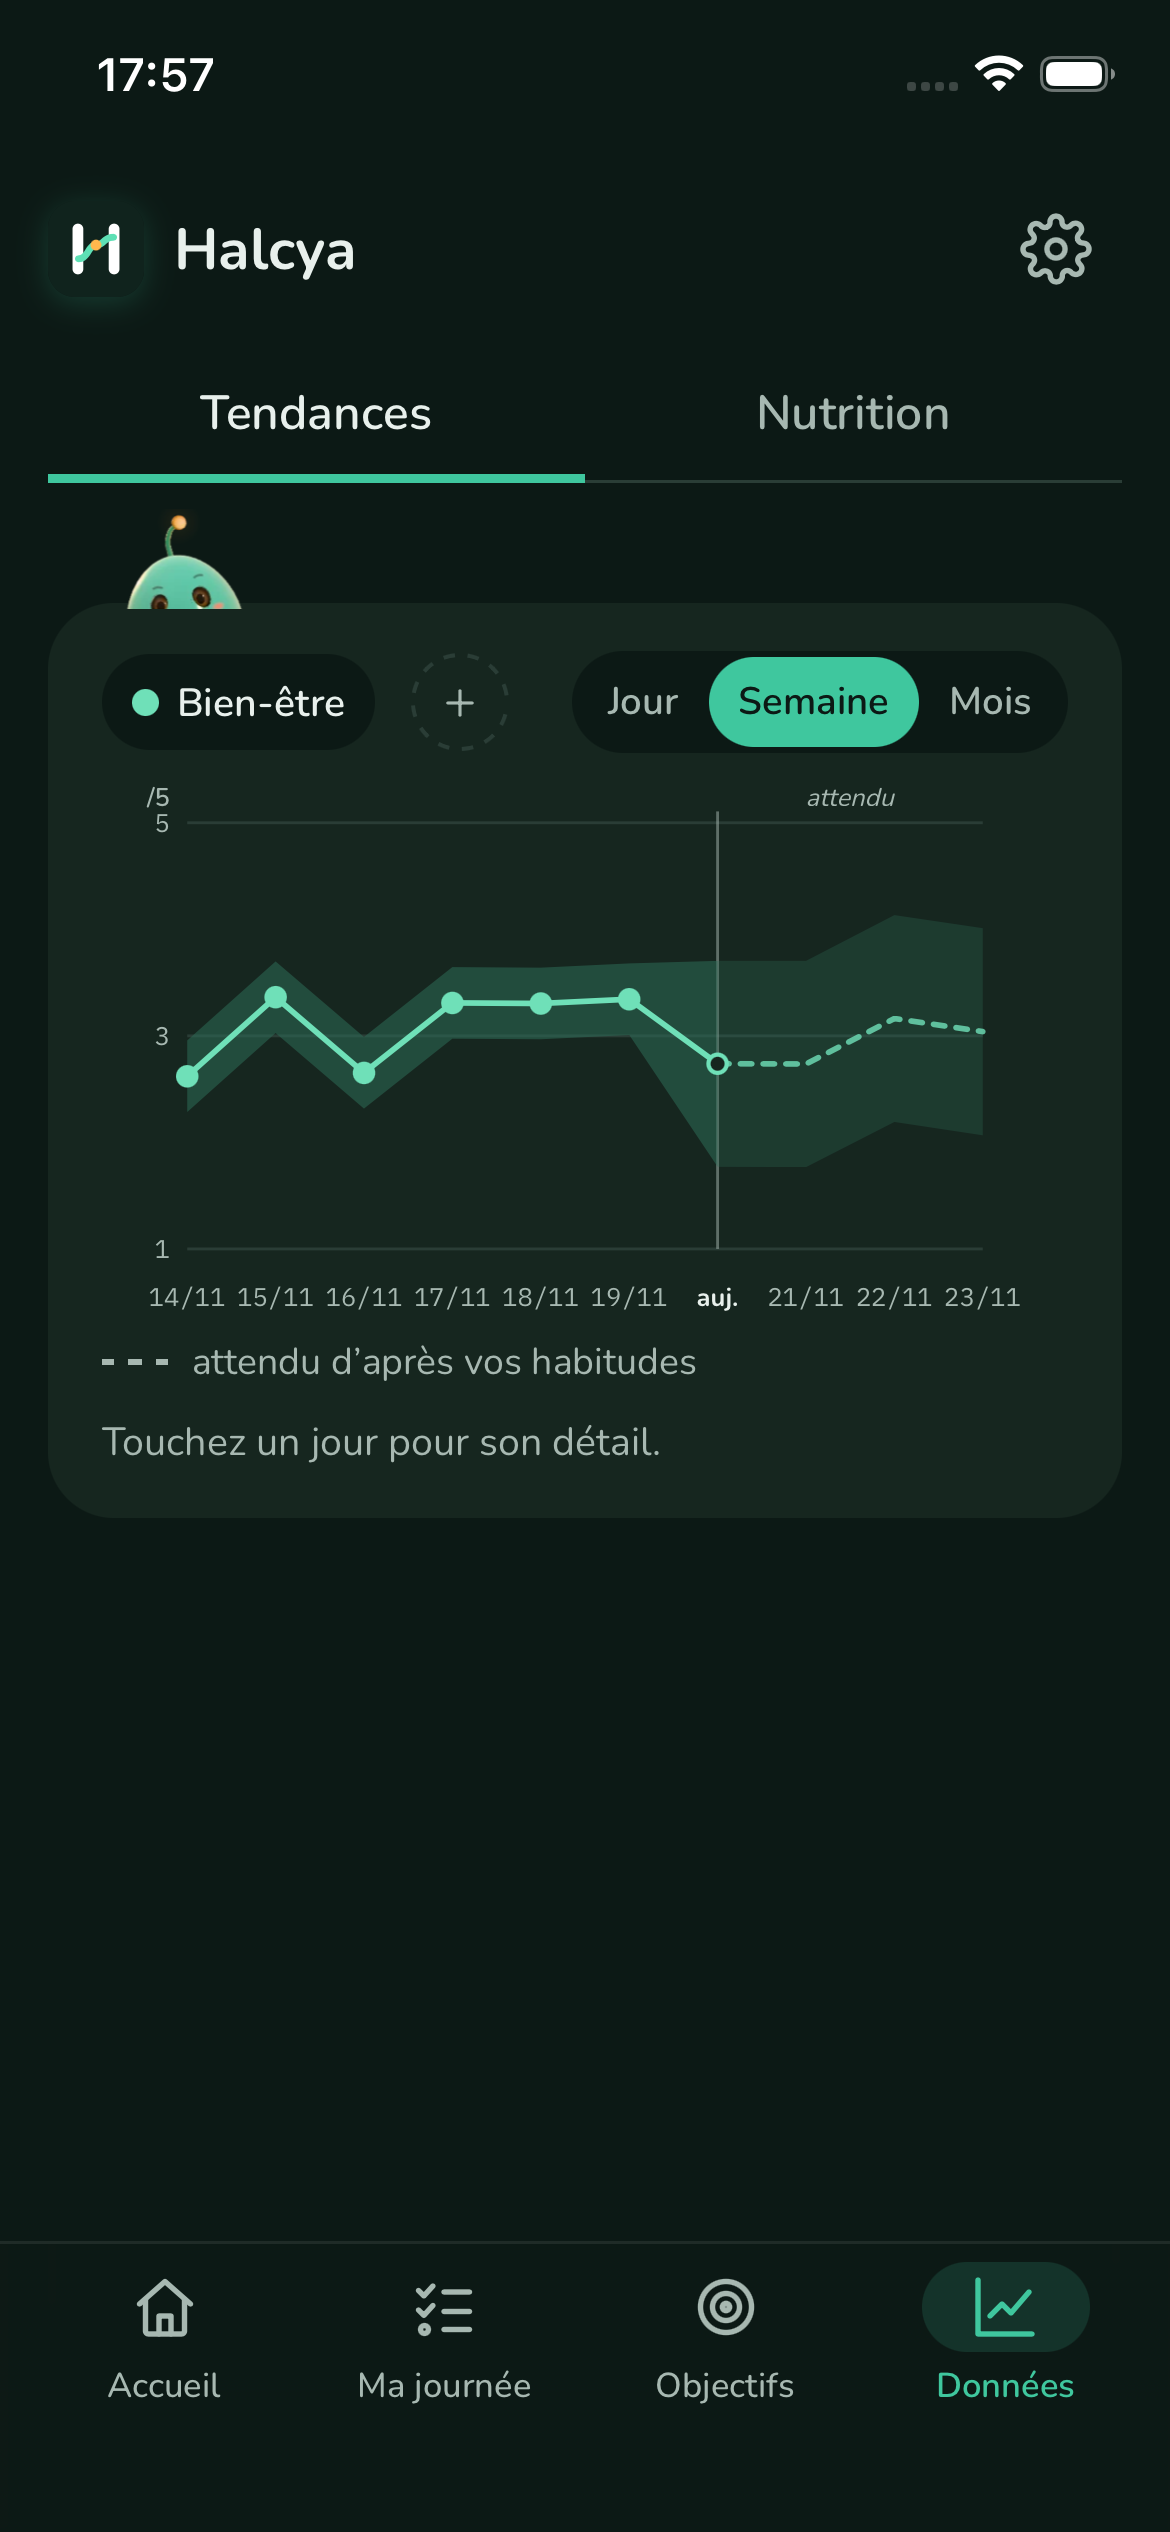 17:57
Halcya
Tendances Nutrition
Bien-être + Jour Semaine Mois
/5 attendu
5
3
1
14/11 15/11 16/11 17/11 18/11 19/11 auj. 21/11 22/11 23/11
attendu d’après vos habitudes
Touchez un jour pour son détail.
Accueil Ma journée Objectifs Données